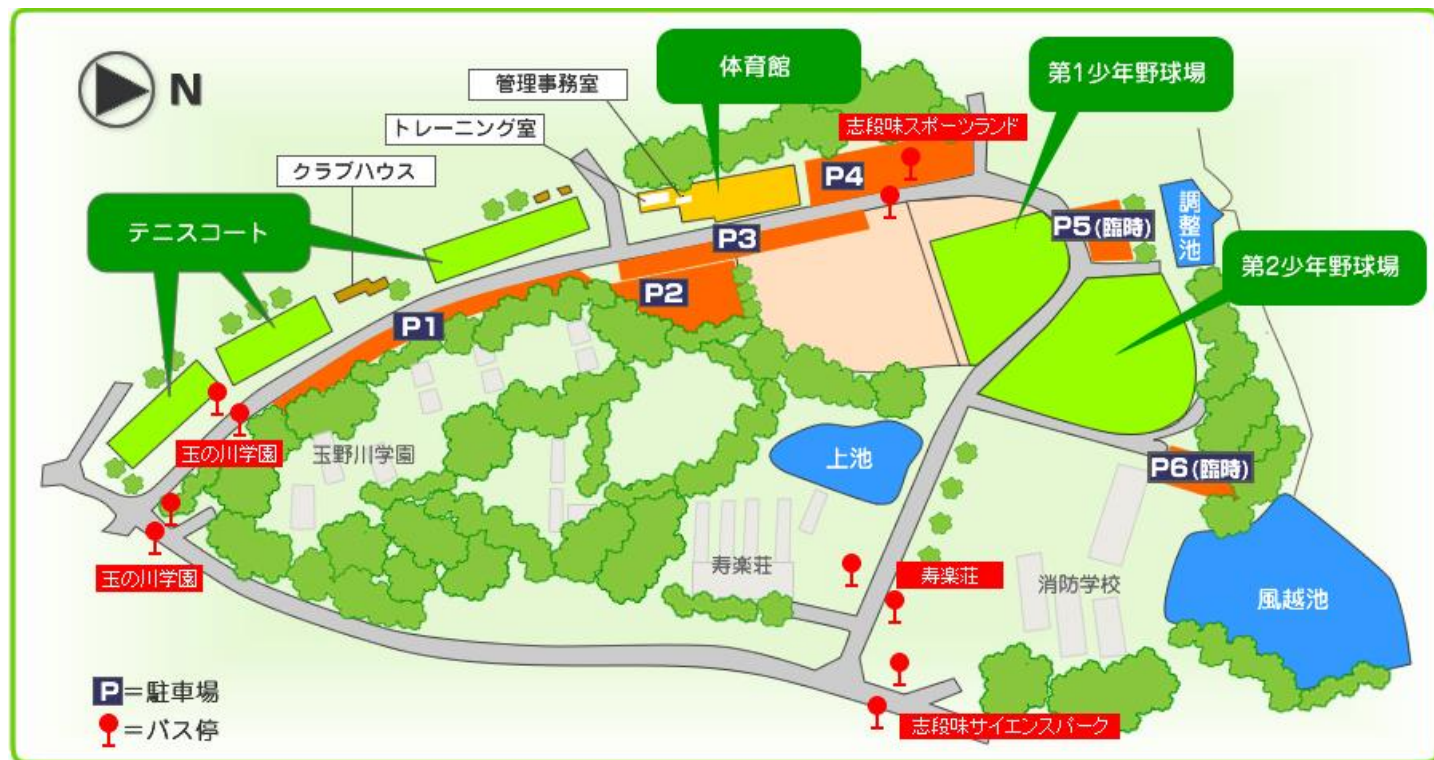 N
体育館
第1少年野球場
管理事務室
志段味スポーツランド
トレーニング室
クラブハウス
P4
テニスコート
P3
P5(臨時)
調整池
第2少年野球場
P2
P1
玉の川学園
玉野川学園
上池
P6(臨時)
玉の川学園
寿楽荘
寿楽荘
消防学校
風越池
P=駐車場
=バス停
志段味サイエンスパーク